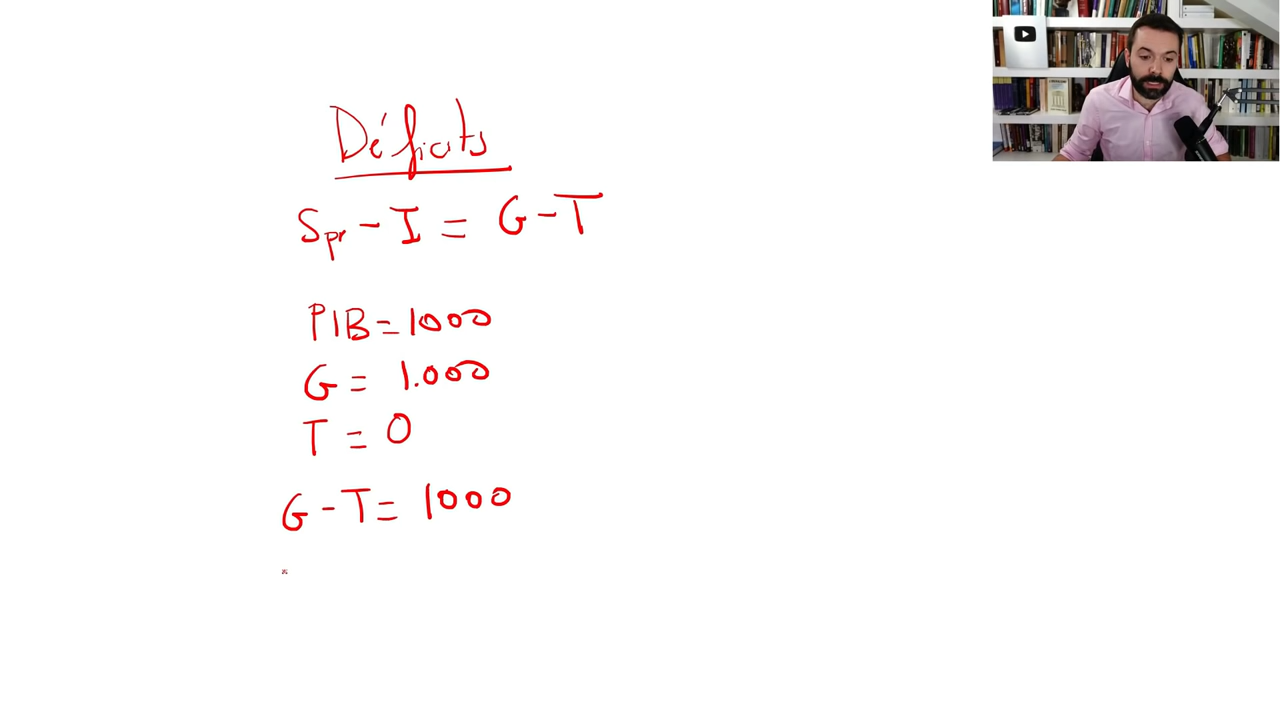 Déficits
Spr - I = G - T
PIB = 1000
G = 1.000
T = 0
G - T = 1000